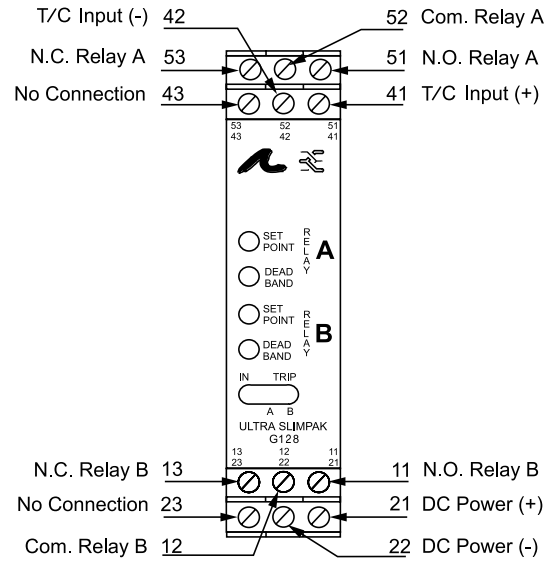 T/C Input (-) 42
52 Com. Relay A
N.C. Relay A 53
51 N.O. Relay A
No Connection 43
41 T/C Input (+)
53 52 51
43 42 41
SET POINT
DEAD BAND
RELAY
A
SET POINT
DEAD BAND
RELAY
B
IN TRIP
A B
ULTRA SLIMPAK
G128
13 12 11
23 22 21
N.C. Relay B 13
11 N.O. Relay B
No Connection 23
21 DC Power (+)
Com. Relay B 12
22 DC Power (-)